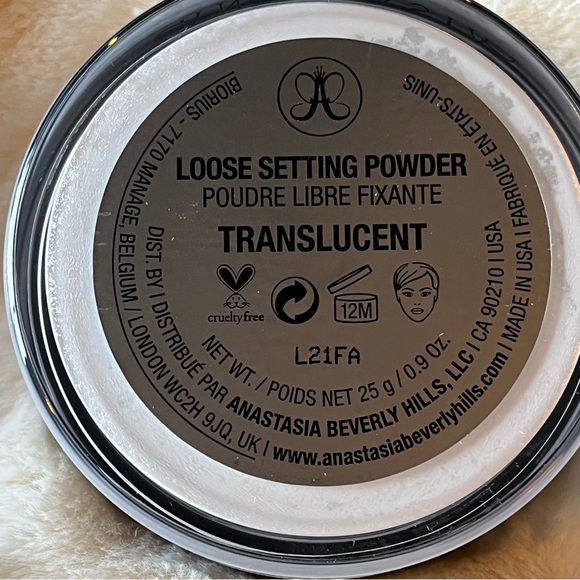 LOOSE SETTING POWDER
POUDRE LIBRE FIXANTE
TRANSLUCENT
crueltyfree
12M
L21FA
NET WT. / POIDS NET 25 g / 0.9 Oz.
DIST. BY | DISTRIBUÉ PAR ANASTASIA BEVERLY HILLS, LLC | CA 90210 | USA
BIORIUS - 7170 MANAGE, BELGIUM / LONDON WC2H 9JQ, UK | www.anastasiabeverlyhills.com | MADE IN USA | FABRIQUÉ EN ÉTATS-UNIS